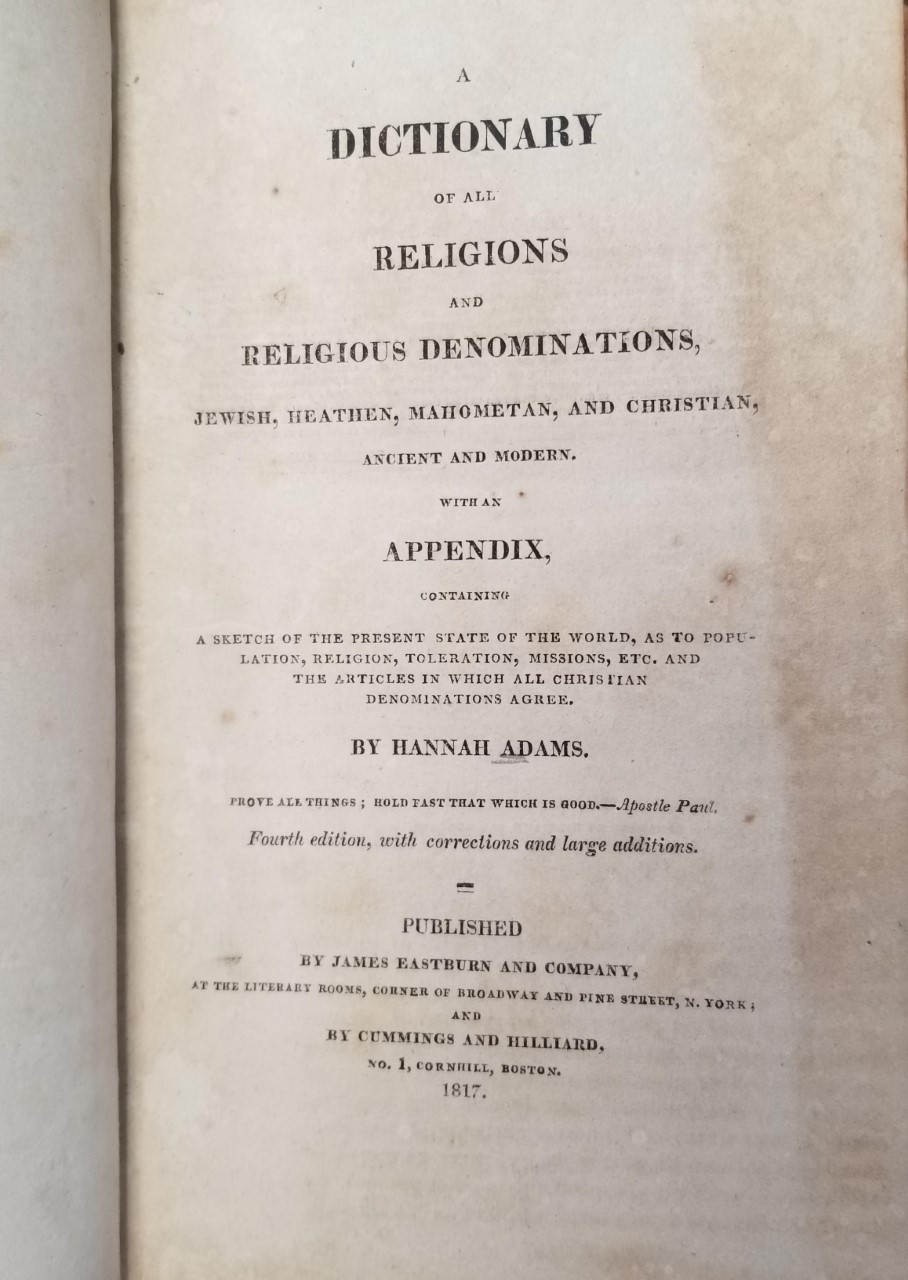 A
DICTIONARY
OF ALL
RELIGIONS
AND
RELIGIOUS DENOMINATIONS,
JEWISH, HEATHEN, MAHOMETAN, AND CHRISTIAN,
ANCIENT AND MODERN.
WITH AN
APPENDIX,
CONTAINING
A SKETCH OF THE PRESENT STATE OF THE WORLD, AS TO POPU-
LATION, RELIGION, TOLERATION, MISSIONS, ETC. AND
THE ARTICLES IN WHICH ALL CHRISTIAN
DENOMINATIONS AGREE.
BY HANNAH ADAMS.
PROVE ALL THINGS; HOLD FAST THAT WHICH IS GOOD.—Apostle Paul.
Fourth edition, with corrections and large additions.
PUBLISHED
BY JAMES EASTBURN AND COMPANY,
AT THE LITERARY ROOMS, CORNER OF BROADWAY AND PINE STREET, N. YORK;
AND
BY CUMMINGS AND HILLIARD,
NO. 1, CORNHILL, BOSTON.
1817.